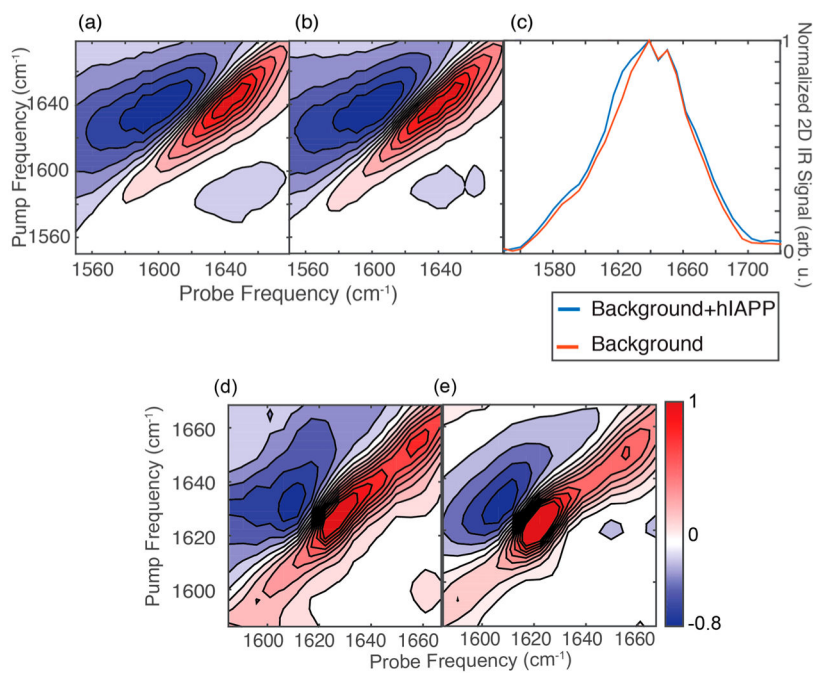 (a)
(b)
(c)
Pump Frequency (cm-1)
1640
1600
1560
1560
1600
1640
1560
1600
1640
Probe Frequency (cm-1)
1580
1620
1660
1700
1
0
Normalized 2D IR Signal (arb. u.)
Background+hIAPP
Background
(d)
(e)
Pump Frequency (cm-1)
1660
1640
1620
1600
1600
1620
1640
1660
1600
1620
1640
1660
Probe Frequency (cm-1)
1
0
-0.8